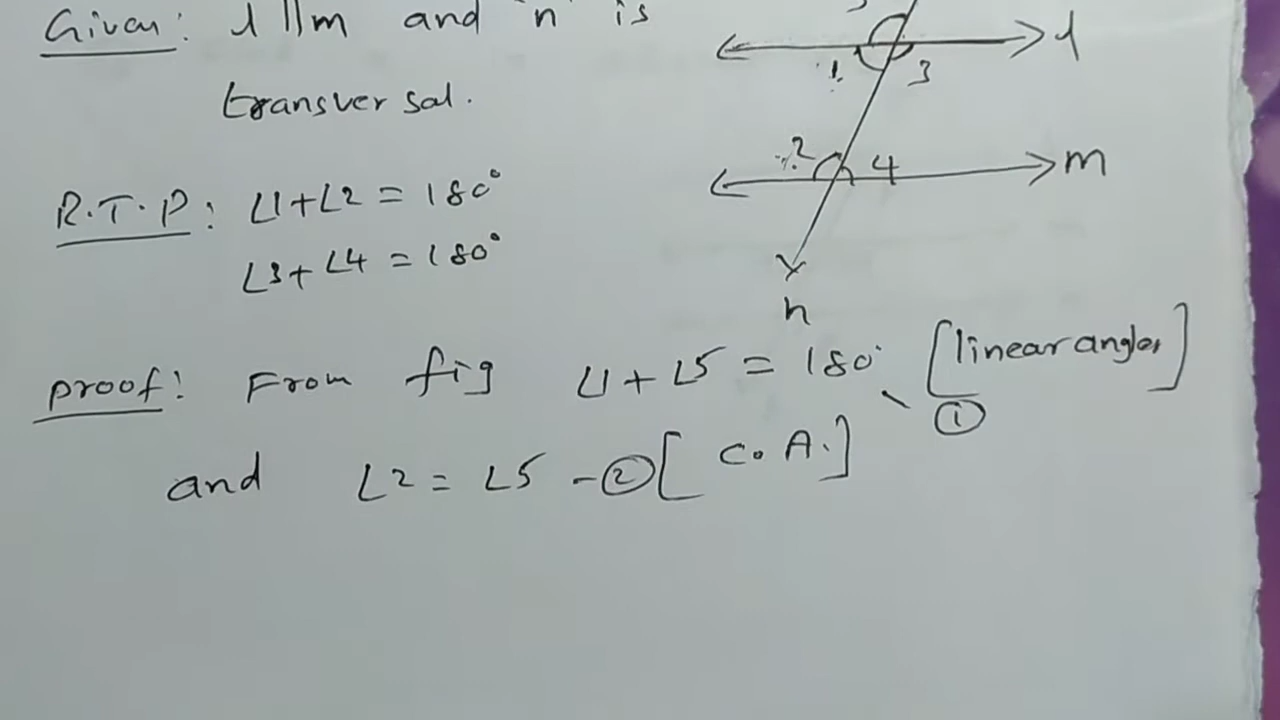 Given: l || m and 'n' is
transversal.
R.T.P: ∠1+∠2 = 180°
∠3+∠4 = 180°
Proof: From fig ∠1+∠5 = 180° [linear angles]
①
and ∠2 = ∠5 -② [C.A.]
l
1
3
2
4
m
n